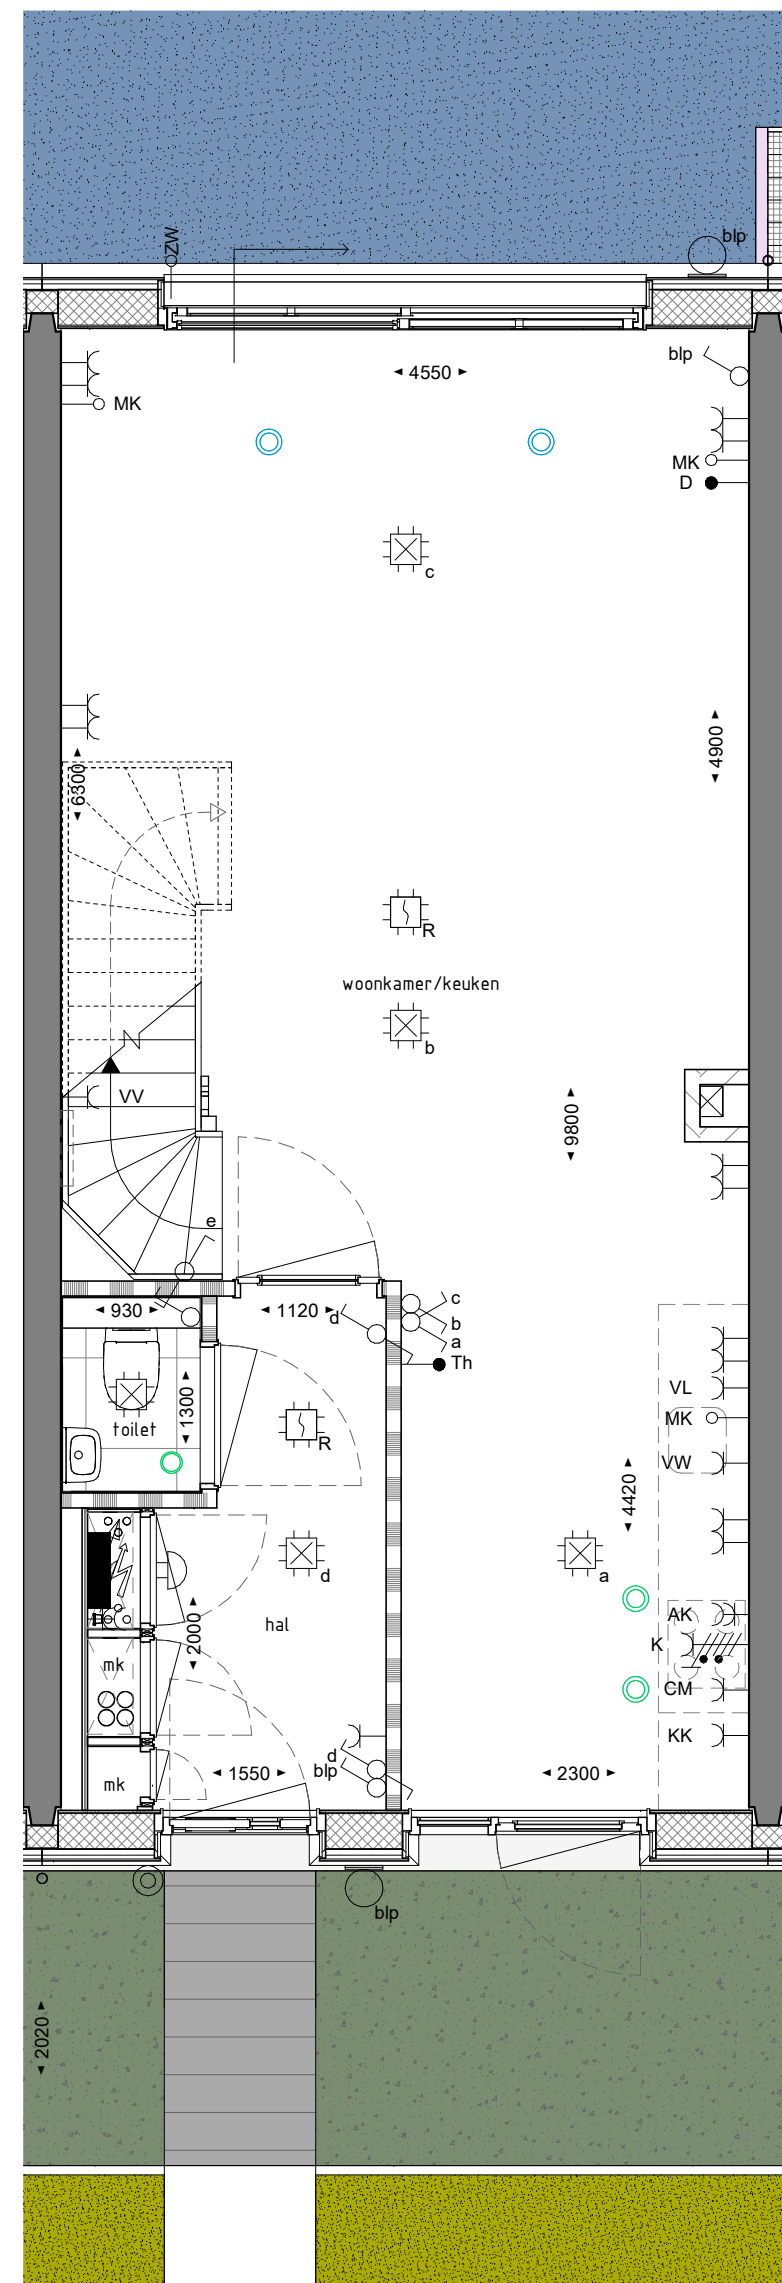 ZW
blp
4550
blp
MK
MK
D
c
4900
6300
R
woonkamer/keuken
b
VV
9800
e
c
930
1120
d
b
a
Th
VL
1300
MK
toilet
R
VW
4420
d
a
AK
2000
hal
K
mk
CM
d
KK
blp
1550
2300
mk
blp
2020